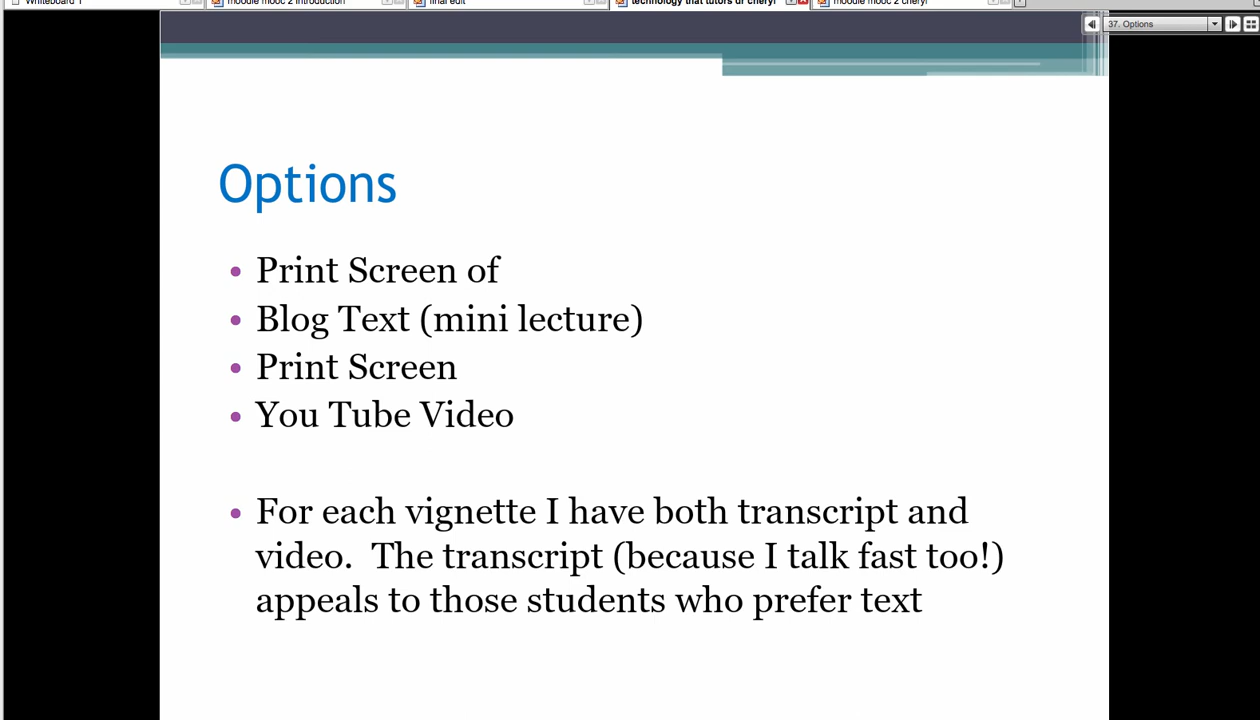 Whiteboard 1
moodle mooc 2 introduction
final edit
technology that tutors dr cheryl
moodle mooc 2 cheryl
37. Options
Options
• Print Screen of
• Blog Text (mini lecture)
• Print Screen
• You Tube Video
• For each vignette I have both transcript and
video.  The transcript (because I talk fast too!)
appeals to those students who prefer text